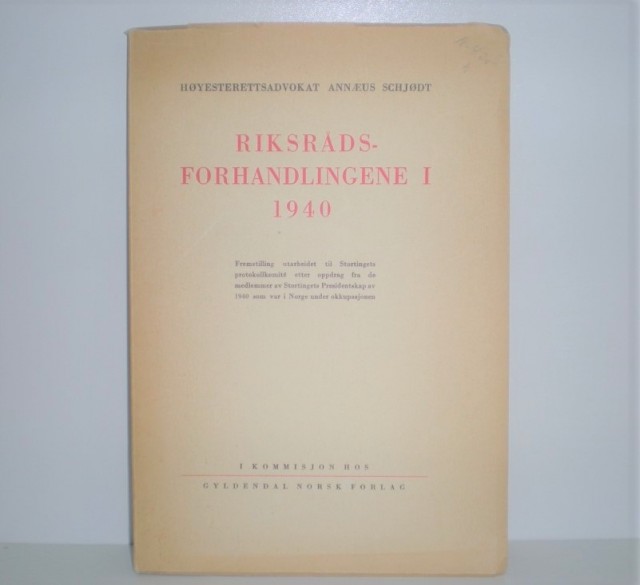 HØYESTERETTSADVOKAT ANNÆUS SCHJØDT
RIKSRÅDS-
FORHANDLINGENE I
1940
Fremstilling utarbeidet til Stortingets
protokollkomité etter oppdrag fra de
medlemmer av Stortingets Presidentskap av
1940 som var i Norge under okkupasjonen
I KOMMISJON HOS
GYLDENDAL NORSK FORLAG